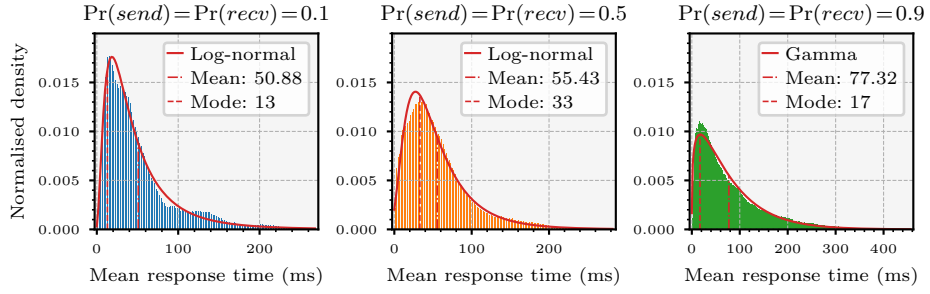 Pr(send)=Pr(recv)=0.1
Pr(send)=Pr(recv)=0.5
Pr(send)=Pr(recv)=0.9
Normalised density
0.015
0.010
0.005
0.000
Log-normal
Mean: 50.88
Mode: 13
0 100 200
Mean response time (ms)
0.015
0.010
0.005
0.000
Log-normal
Mean: 55.43
Mode: 33
0 100 200
Mean response time (ms)
0.015
0.010
0.005
0.000
Gamma
Mean: 77.32
Mode: 17
0 100 200 300 400
Mean response time (ms)